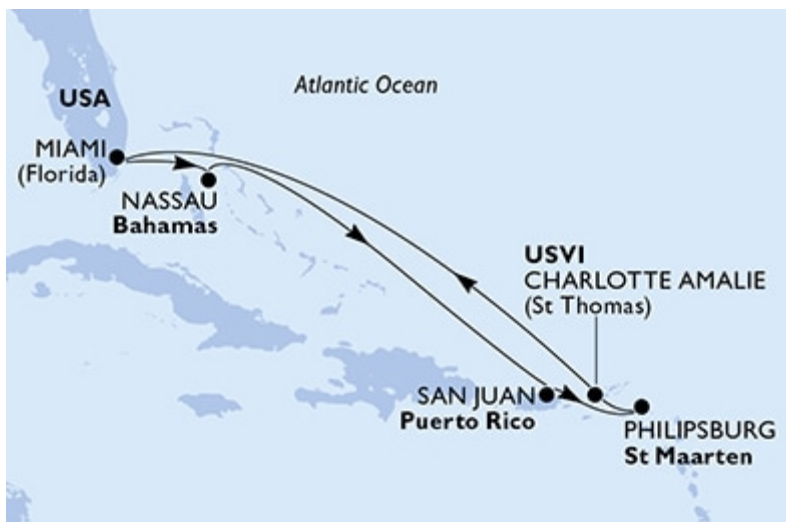 Atlantic Ocean
USA
MIAMI
(Florida)
NASSAU
Bahamas
USVI
CHARLOTTE AMALIE
(St Thomas)
SAN JUAN
Puerto Rico
PHILIPSBURG
St Maarten